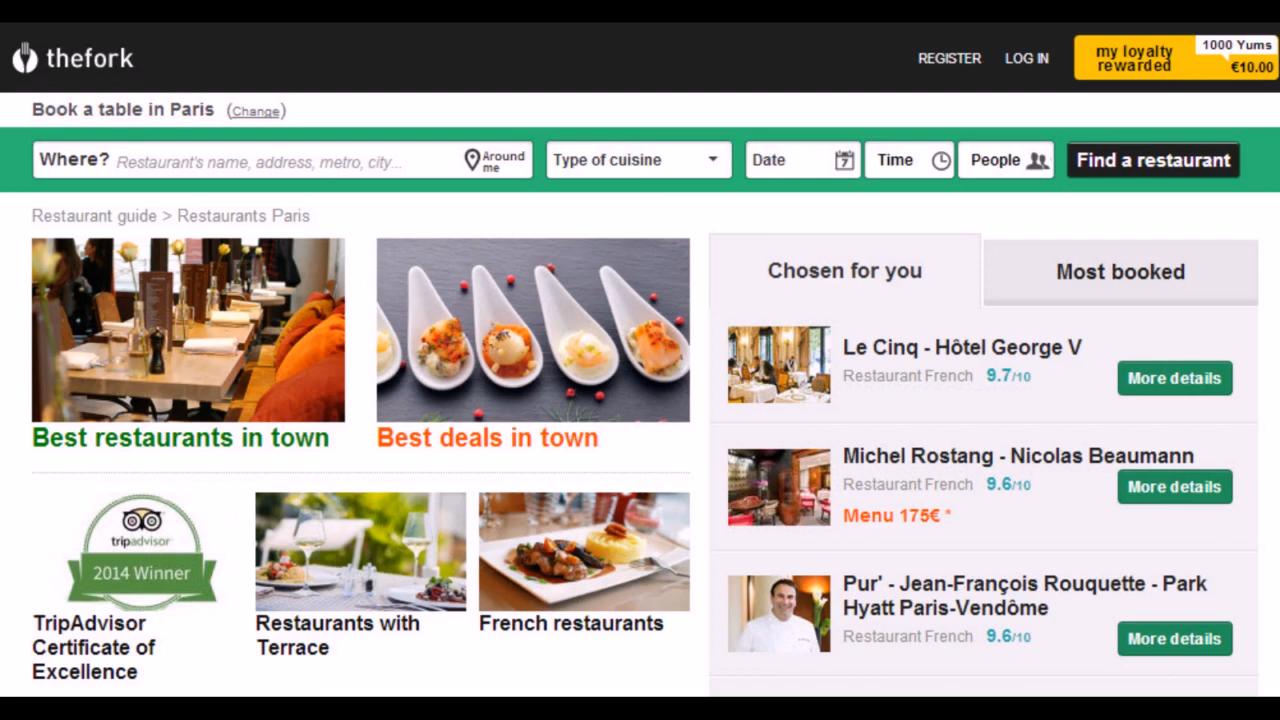 thefork
REGISTER
LOG IN
my loyalty
rewarded
1000 Yums
€10.00
Book a table in Paris (Change)
Where? Restaurant's name, address, metro, city...
Around
me
Type of cuisine
Date
7
Time
People
Find a restaurant
Restaurant guide > Restaurants Paris
Best restaurants in town
Best deals in town
tripadvisor
2014 Winner
TripAdvisor
Certificate of
Excellence
Restaurants with
Terrace
French restaurants
Chosen for you
Most booked
Le Cinq - Hôtel George V
Restaurant French 9.7/10
More details
Michel Rostang - Nicolas Beaumann
Restaurant French 9.6/10
More details
Menu 175€ *
Pur' - Jean-François Rouquette - Park
Hyatt Paris-Vendôme
Restaurant French 9.6/10
More details